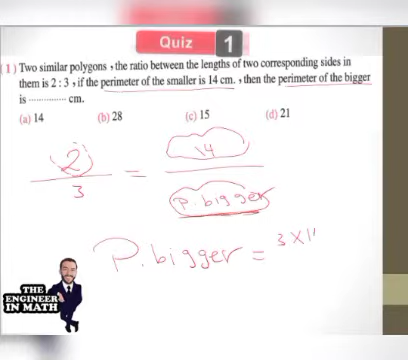 Quiz 1
(1) Two similar polygons , the ratio between the lengths of two corresponding sides in
them is 2 : 3 , if the perimeter of the smaller is 14 cm. , then the perimeter of the bigger
is ............... cm.
(a) 14 (b) 28 (c) 15 (d) 21
2 14
3 = P. bigger
P. bigger = 3 x 1
THE
ENGINEER
IN MATH